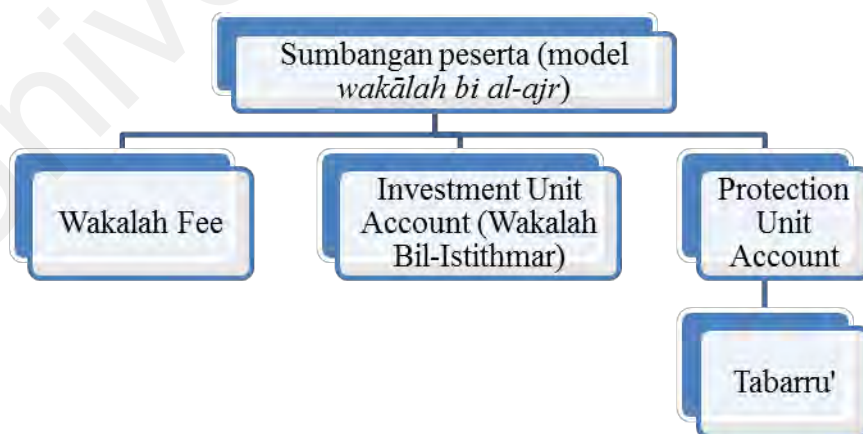 Sumbangan peserta (model
wakālah bi al-ajr)
Wakalah Fee
Investment Unit
Account (Wakalah
Bil-Istithmar)
Protection
Unit
Account
Tabarru'